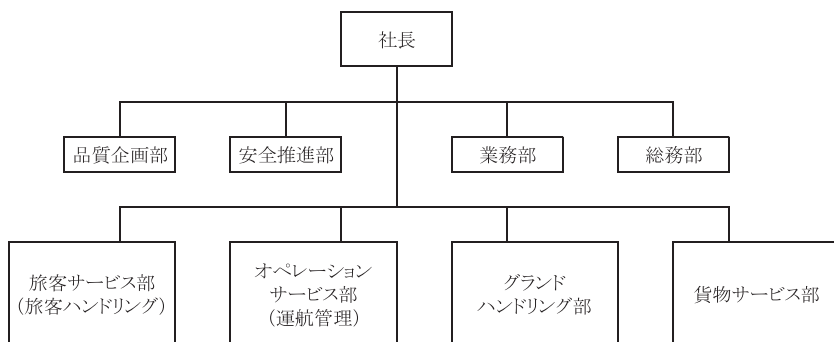 社長
品質企画部
安全推進部
業務部
総務部
旅客サービス部
（旅客ハンドリング）
オペレーション
サービス部
（運航管理）
グランド
ハンドリング部
貨物サービス部